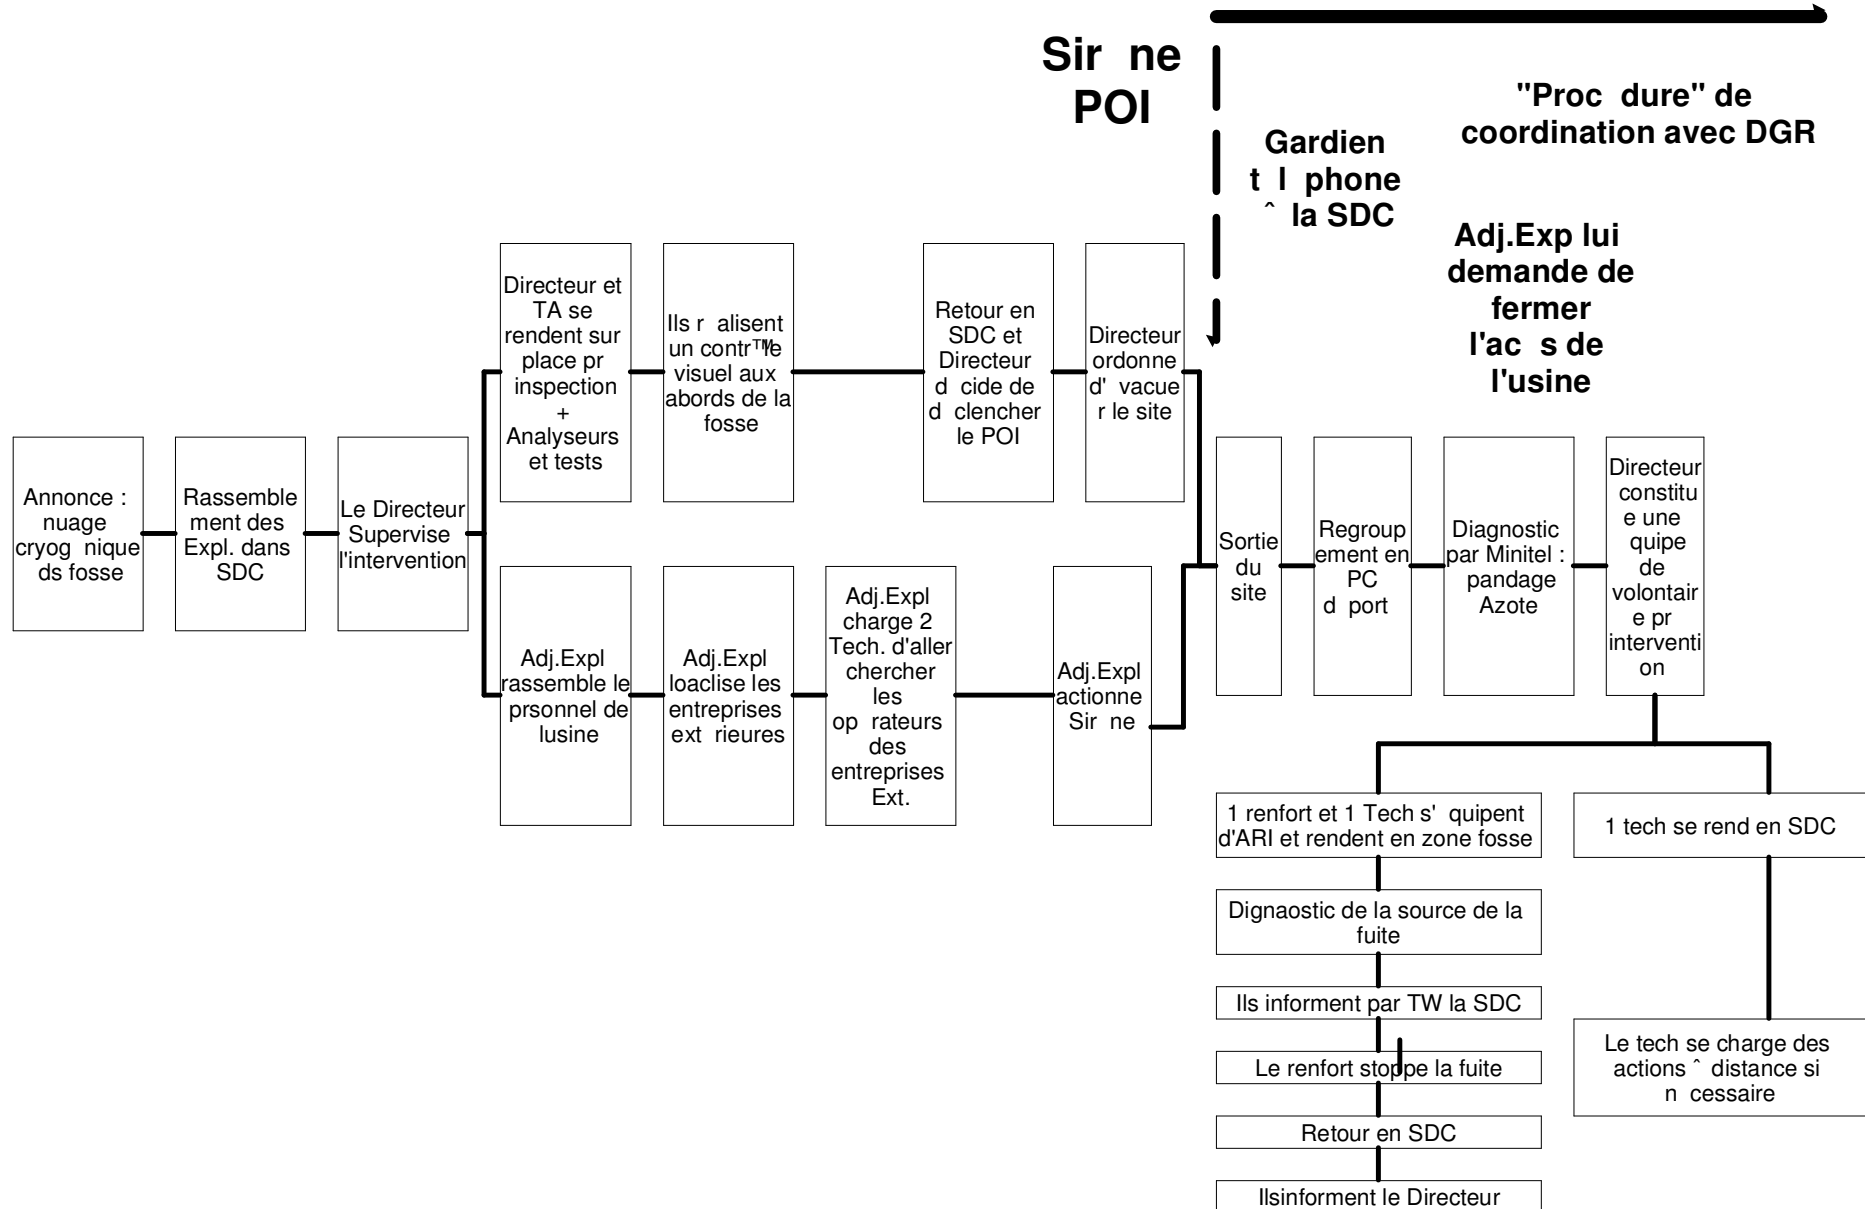 Sir ne
POI
"Proc dure" de
coordination avec DGR
Gardien
t l phone
ˆ la SDC
Adj.Exp lui
demande de
fermer
l'ac s de
l'usine
Annonce :
nuage
cryog nique
ds fosse
Rassemble
ment des
Expl. dans
SDC
Le Directeur
Supervise
l'intervention
Directeur et
TA se
rendent sur
place pr
inspection
+
Analyseurs
et tests
Ils r alisent
un contr™le
visuel aux
abords de la
fosse
Retour en
SDC et
Directeur
d cide de
d clencher
le POI
Directeur
ordonne
d' vacue
r le site
Adj.Expl
rassemble le
prsonnel de
lusine
Adj.Expl
loaclise les
entreprises
ext rieures
Adj.Expl
charge 2
Tech. d'aller
chercher
les
op rateurs
des
entreprises
Ext.
Adj.Expl
actionne
Sir ne
Sortie
du
site
Regroup
ement en
PC
d port
Diagnostic
par Minitel :
pandage
Azote
Directeur
constitu
e une
quipe
de
volontair
e pr
interventi
on
1 renfort et 1 Tech s' quipent
d'ARI et rendent en zone fosse
Dignaostic de la source de la
fuite
Ils informent par TW la SDC
Le renfort stoppe la fuite
Retour en SDC
Ilsinforment le Directeur
1 tech se rend en SDC
Le tech se charge des
actions ˆ distance si
n cessaire